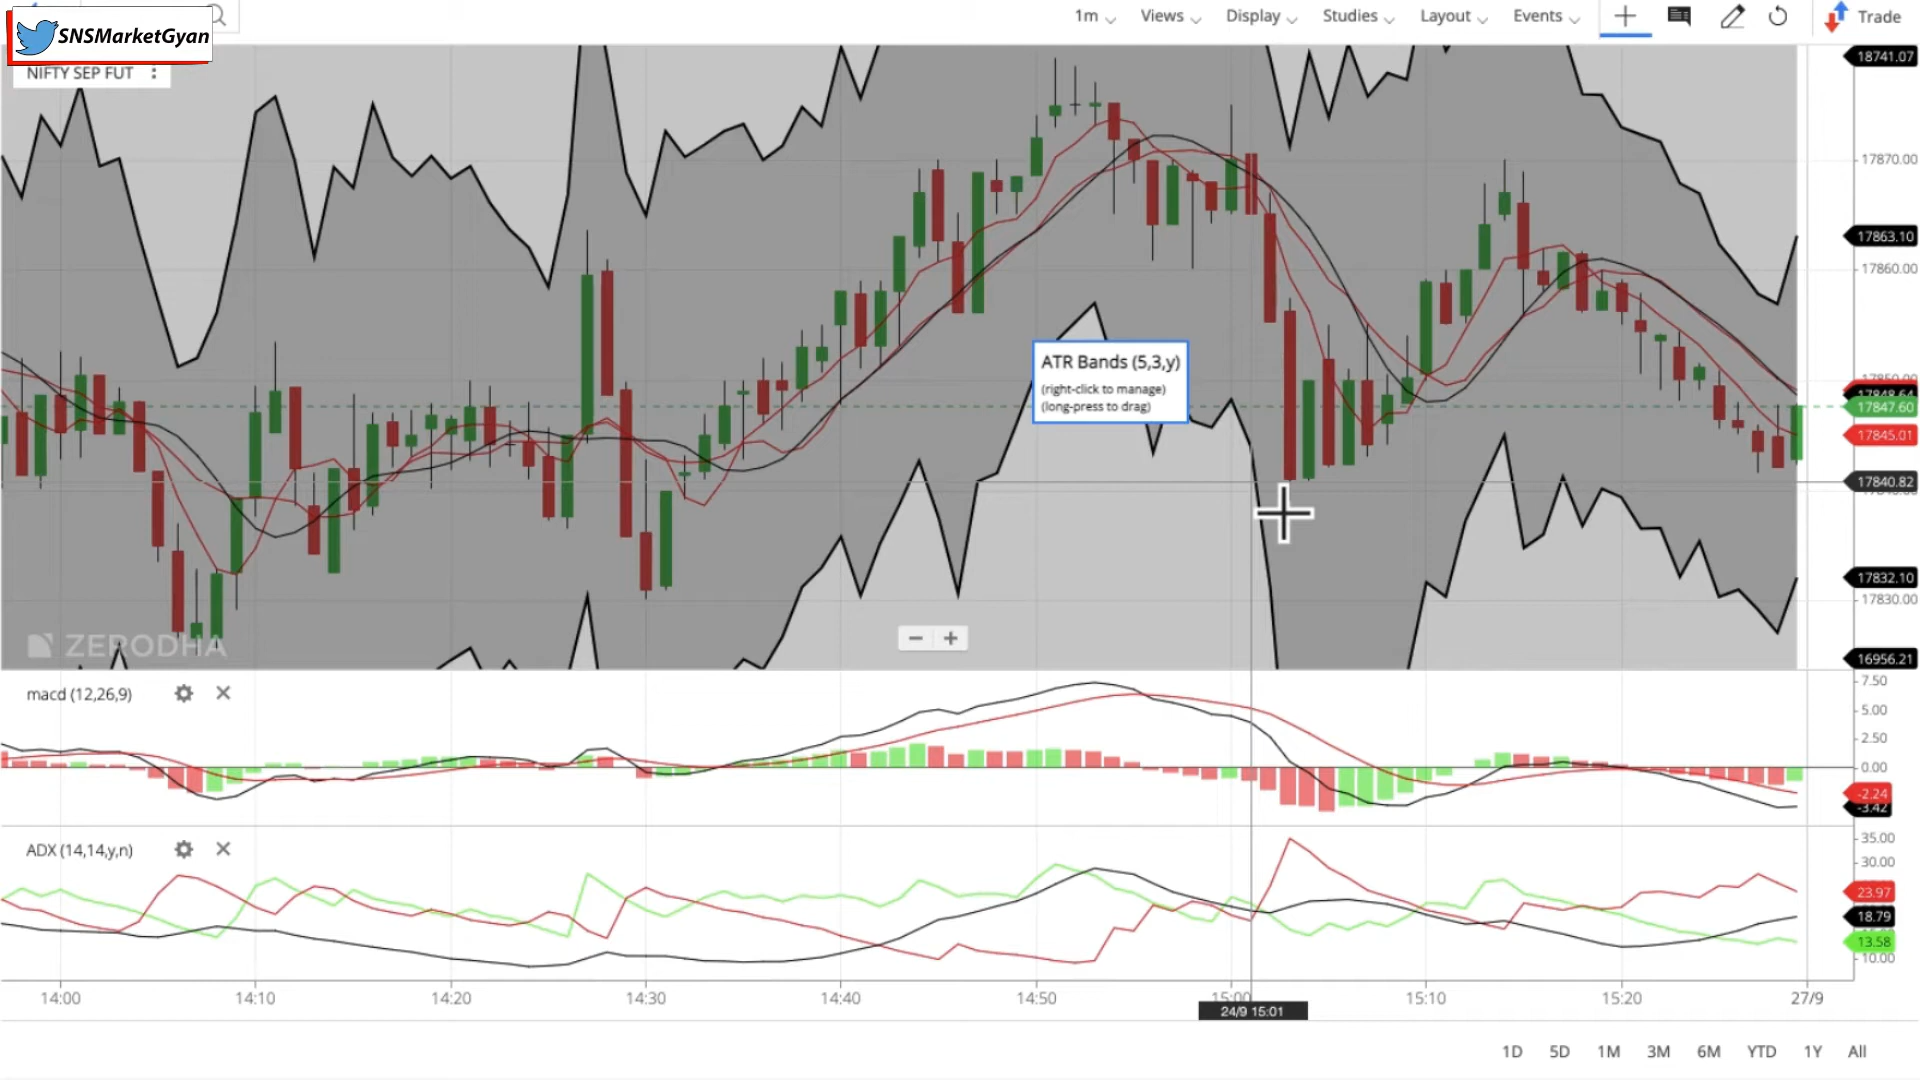 SNSMarketGyan
1m Views Display Studies Layout Events Trade
NIFTY SEP FUT
18741.07
17870.00
17863.10
17860.00
ATR Bands (5,3,y)
(right-click to manage)
(long-press to drag)
17847.60
17845.01
17840.82
17832.10
17830.00
ZERODHA
16956.21
macd (12,26,9)
7.50
5.00
2.50
0.00
-2.24
-3.42
ADX (14,14,y,n)
35.00
30.00
23.97
18.79
13.58
10.00
14:00 14:10 14:20 14:30 14:40 14:50 15:00 15:10 15:20 27/9
24/9 15:01
1D 5D 1M 3M 6M YTD 1Y All